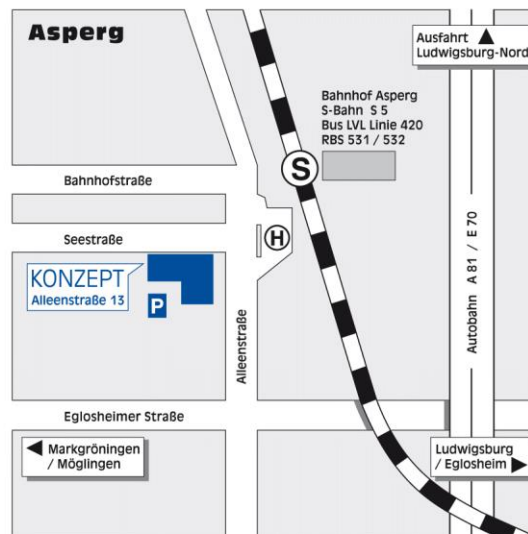 Asperg
Ausfahrt ▲
Ludwigsburg-Nord
Bahnhof Asperg
S-Bahn S 5
Bus LVL Linie 420
RBS 531 / 532
S
Bahnhofstraße
Seestraße
H
KONZEPT
Alleenstraße 13
P
Alleenstraße
Autobahn A 81 / E 70
Eglosheimer Straße
◀ Markgröningen
/ Möglingen
Ludwigsburg
/ Eglosheim ▶